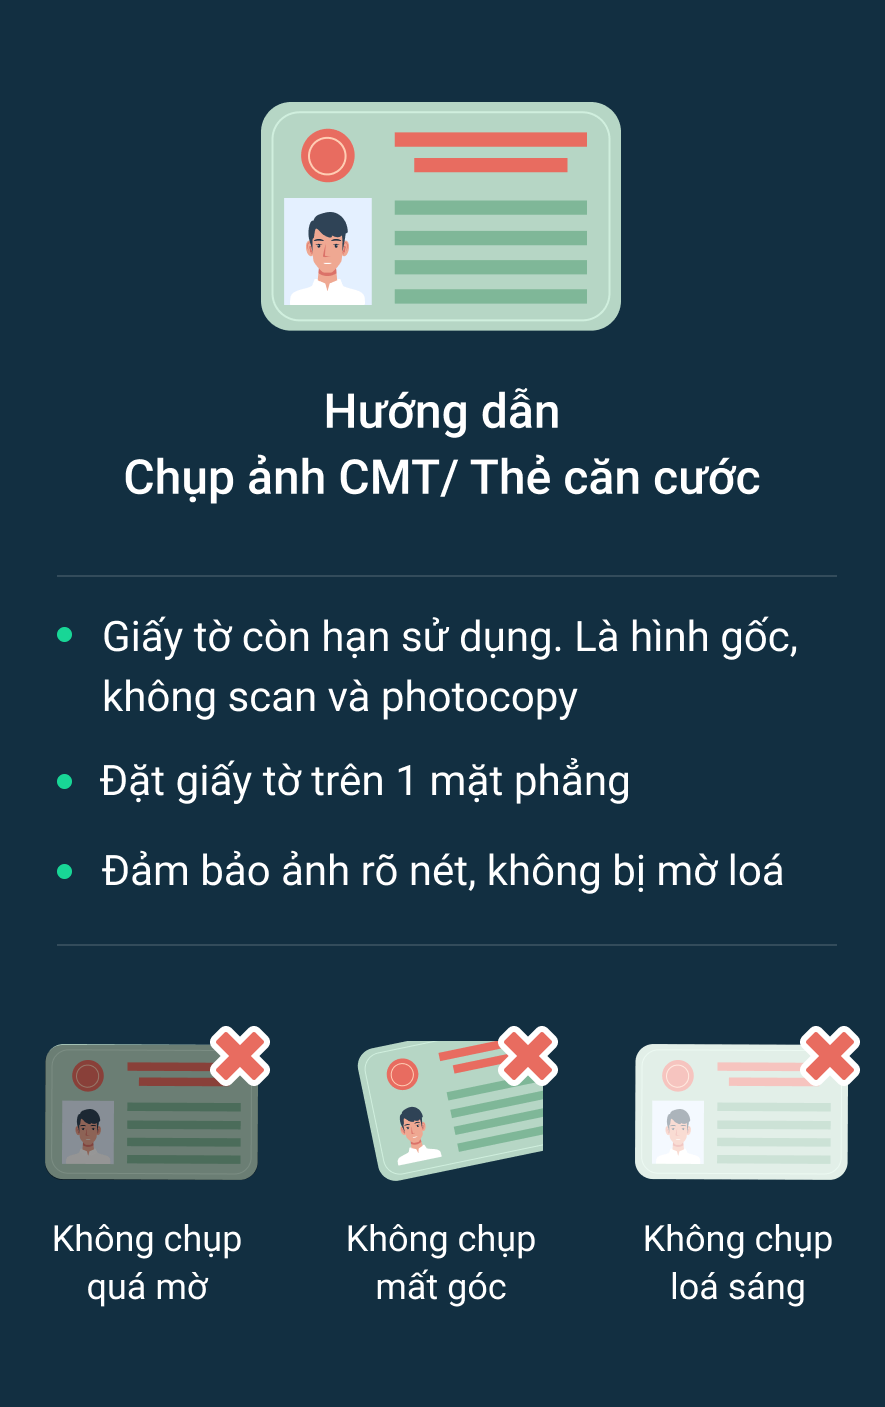 Hướng dẫn
Chụp ảnh CMT/ Thẻ căn cước
Giấy tờ còn hạn sử dụng. Là hình gốc,
không scan và photocopy
Đặt giấy tờ trên 1 mặt phẳng
Đảm bảo ảnh rõ nét, không bị mờ loá
Không chụp
quá mờ
Không chụp
mất góc
Không chụp
loá sáng